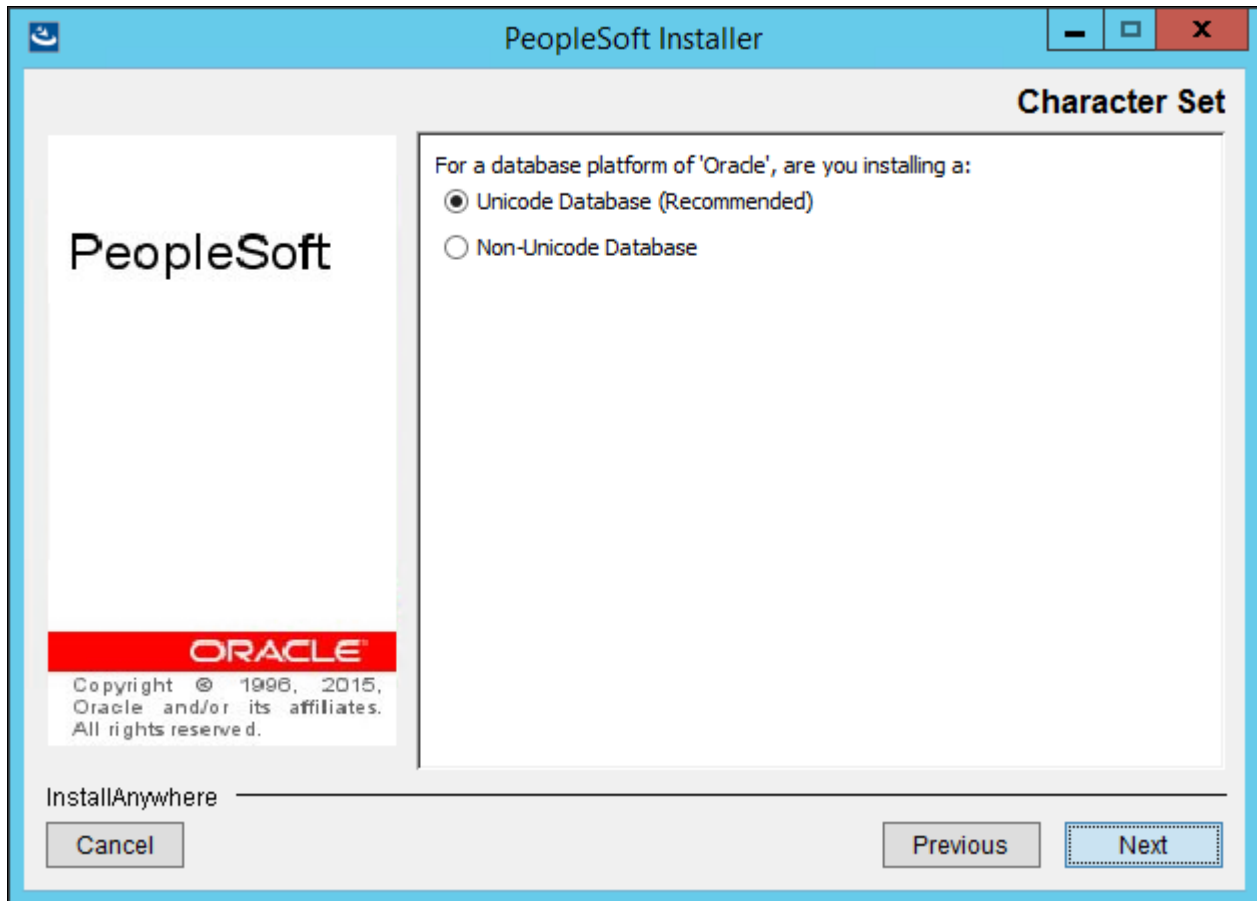 PeopleSoft Installer
Character Set
PeopleSoft
ORACLE
Copyright © 1996, 2015,
Oracle and/or its affiliates.
All rights reserved.
For a database platform of 'Oracle', are you installing a:
Unicode Database (Recommended)
Non-Unicode Database
InstallAnywhere
Cancel
Previous
Next